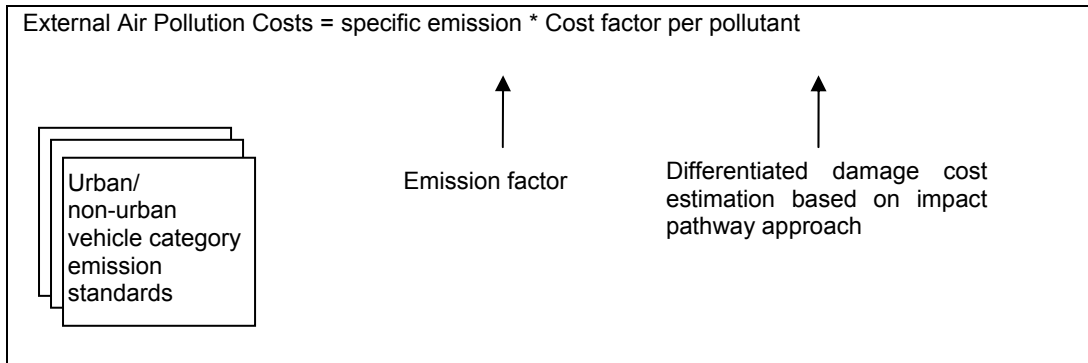 External Air Pollution Costs = specific emission * Cost factor per pollutant
Urban/
non-urban
vehicle category
emission
standards
Emission factor
Differentiated damage cost
estimation based on impact
pathway approach